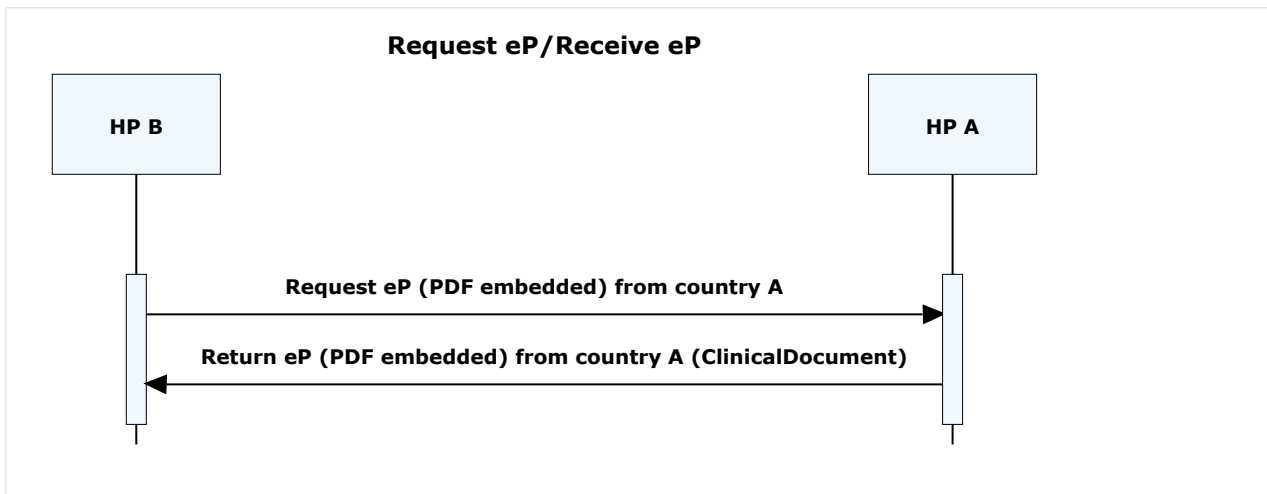 Request eP/Receive eP
HP B
HP A
Request eP (PDF embedded) from country A
Return eP (PDF embedded) from country A (ClinicalDocument)